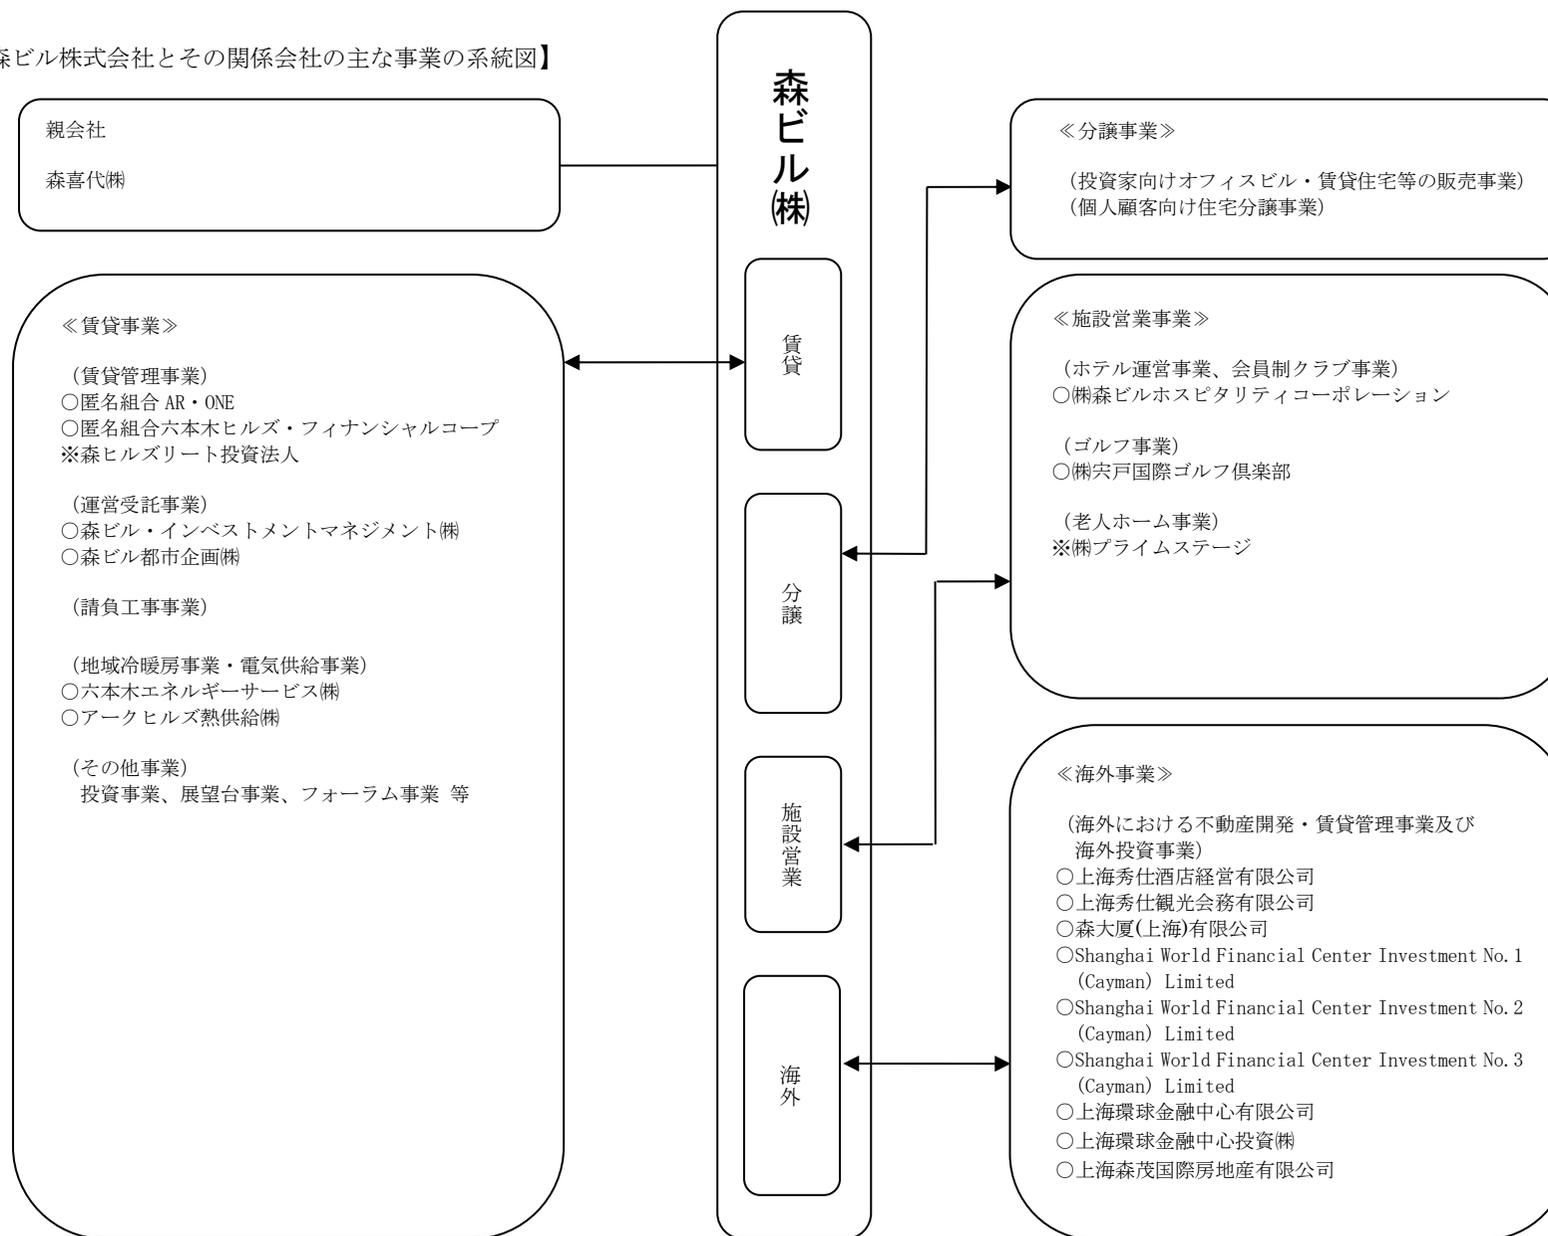 森ビル株式会社とその関係会社の主な事業の系統図】
親会社
森喜代㈱
≪賃貸事業≫
（賃貸管理事業）
○匿名組合 AR・ONE
○匿名組合六本木ヒルズ・フィナンシャルコープ
※森ヒルズリート投資法人
（運営受託事業）
○森ビル・インベストメントマネジメント㈱
○森ビル都市企画㈱
（請負工事事業）
（地域冷暖房事業・電気供給事業）
○六本木エネルギーサービス㈱
○アークヒルズ熱供給㈱
（その他事業）
投資事業、展望台事業、フォーラム事業 等
森ビル㈱
賃貸
分譲
施設営業
海外
≪分譲事業≫
（投資家向けオフィスビル・賃貸住宅等の販売事業）
（個人顧客向け住宅分譲事業）
≪施設営業事業≫
（ホテル運営事業、会員制クラブ事業）
○㈱森ビルホスピタリティコーポレーション
（ゴルフ事業）
○㈱宍戸国際ゴルフ倶楽部
（老人ホーム事業）
※㈱プライムステージ
≪海外事業≫
（海外における不動産開発・賃貸管理事業及び
海外投資事業）
○上海秀仕酒店経営有限公司
○上海秀仕観光会務有限公司
○森大厦(上海)有限公司
○Shanghai World Financial Center Investment No.1
(Cayman) Limited
○Shanghai World Financial Center Investment No.2
(Cayman) Limited
○Shanghai World Financial Center Investment No.3
(Cayman) Limited
○上海環球金融中心有限公司
○上海環球金融中心投資㈱
○上海森茂国際房地産有限公司